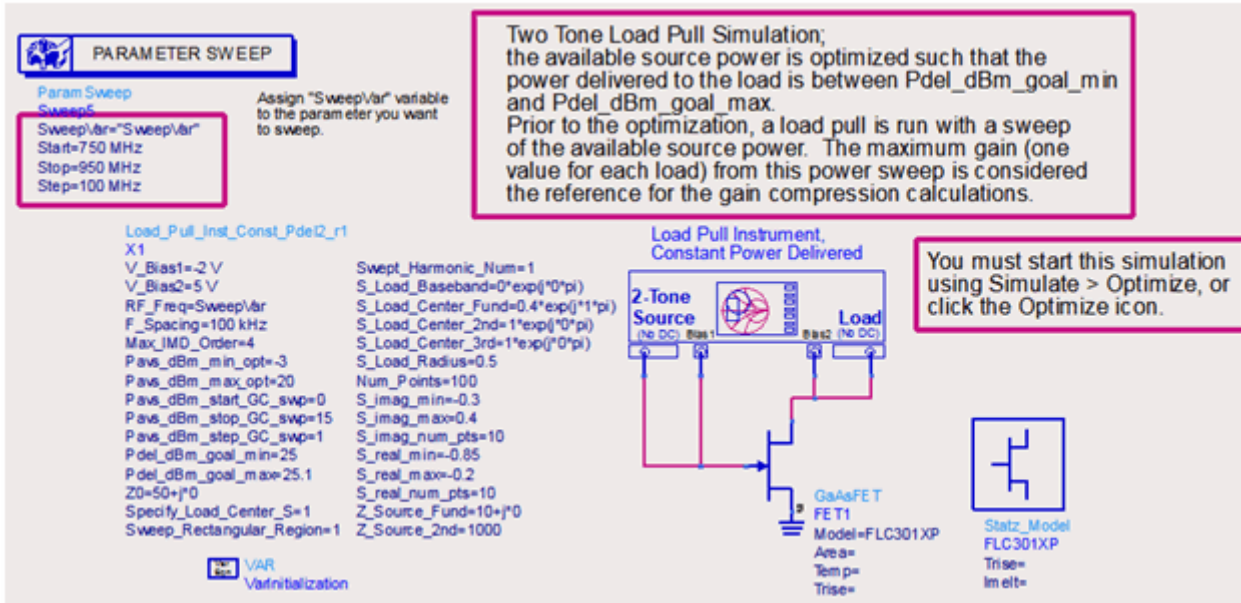 PARAMETER SWEEP
ParamSweep
Sweep5
SweepVar="SweepVar"
Start=750 MHz
Stop=950 MHz
Step=100 MHz
Assign "SweepVar" variable
to the parameter you want
to sweep.
Two Tone Load Pull Simulation;
the available source power is optimized such that the
power delivered to the load is between Pdel_dBm_goal_min
and Pdel_dBm_goal_max.
Prior to the optimization, a load pull is run with a sweep
of the available source power. The maximum gain (one
value for each load) from this power sweep is considered
the reference for the gain compression calculations.
Load_Pull_Inst_Const_Pdel2_r1
X1
V_Bias1=-2 V
V_Bias2=5 V
RF_Freq=SweepVar
F_Spacing=100 kHz
Max_IMD_Order=4
Pavs_dBm_min_opt=-3
Pavs_dBm_max_opt=20
Pavs_dBm_start_GC_swp=0
Pavs_dBm_stop_GC_swp=15
Pavs_dBm_step_GC_swp=1
Pdel_dBm_goal_min=25
Pdel_dBm_goal_max=25.1
Z0=50+j*0
Specify_Load_Center_S=1
Sweep_Rectangular_Region=1
Swept_Harmonic_Num=1
S_Load_Baseband=0*exp(j*0*pi)
S_Load_Center_Fund=0.4*exp(j*1*pi)
S_Load_Center_2nd=1*exp(j*0*pi)
S_Load_Center_3rd=1*exp(j*0*pi)
S_Load_Radius=0.5
Num_Points=100
S_imag_min=-0.3
S_imag_max=0.4
S_imag_num_pts=10
S_real_min=-0.85
S_real_max=-0.2
S_real_num_pts=10
Z_Source_Fund=10+j*0
Z_Source_2nd=1000
VAR
VarInitialization
Load Pull Instrument,
Constant Power Delivered
2-Tone
Source
(No DC)
Bias1
Bias2
Load
(No DC)
GaAsFET
FET1
Model=FLC301XP
Area=
Temp=
Trise=
You must start this simulation
using Simulate > Optimize, or
click the Optimize icon.
Statz_Model
FLC301XP
Trise=
Imelt=